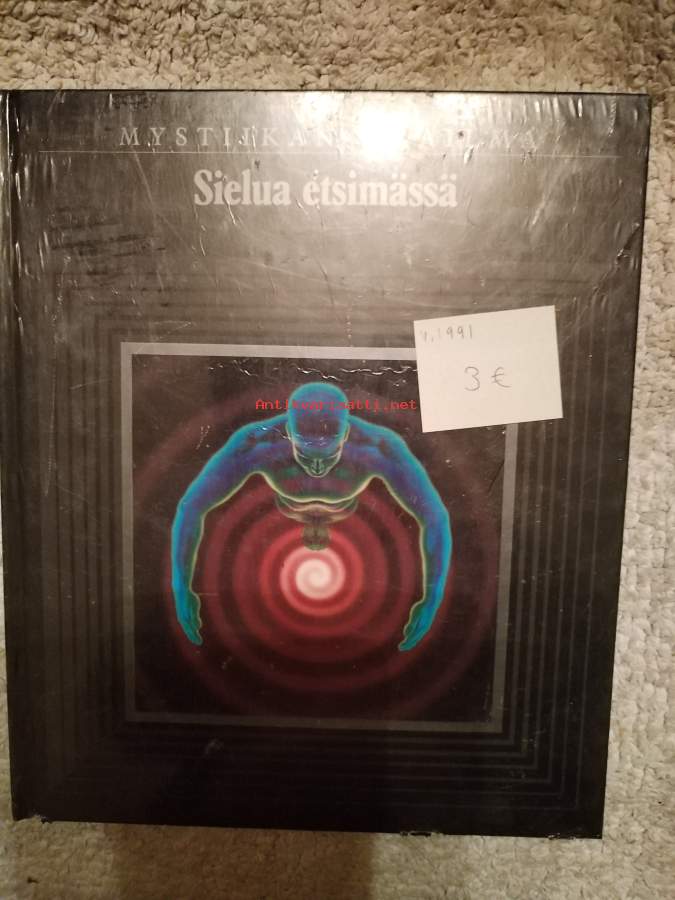 MYSTIIKAN MAAILMA
Sielua etsimässä
v. 1991
3 €
Antikvariaatti.net